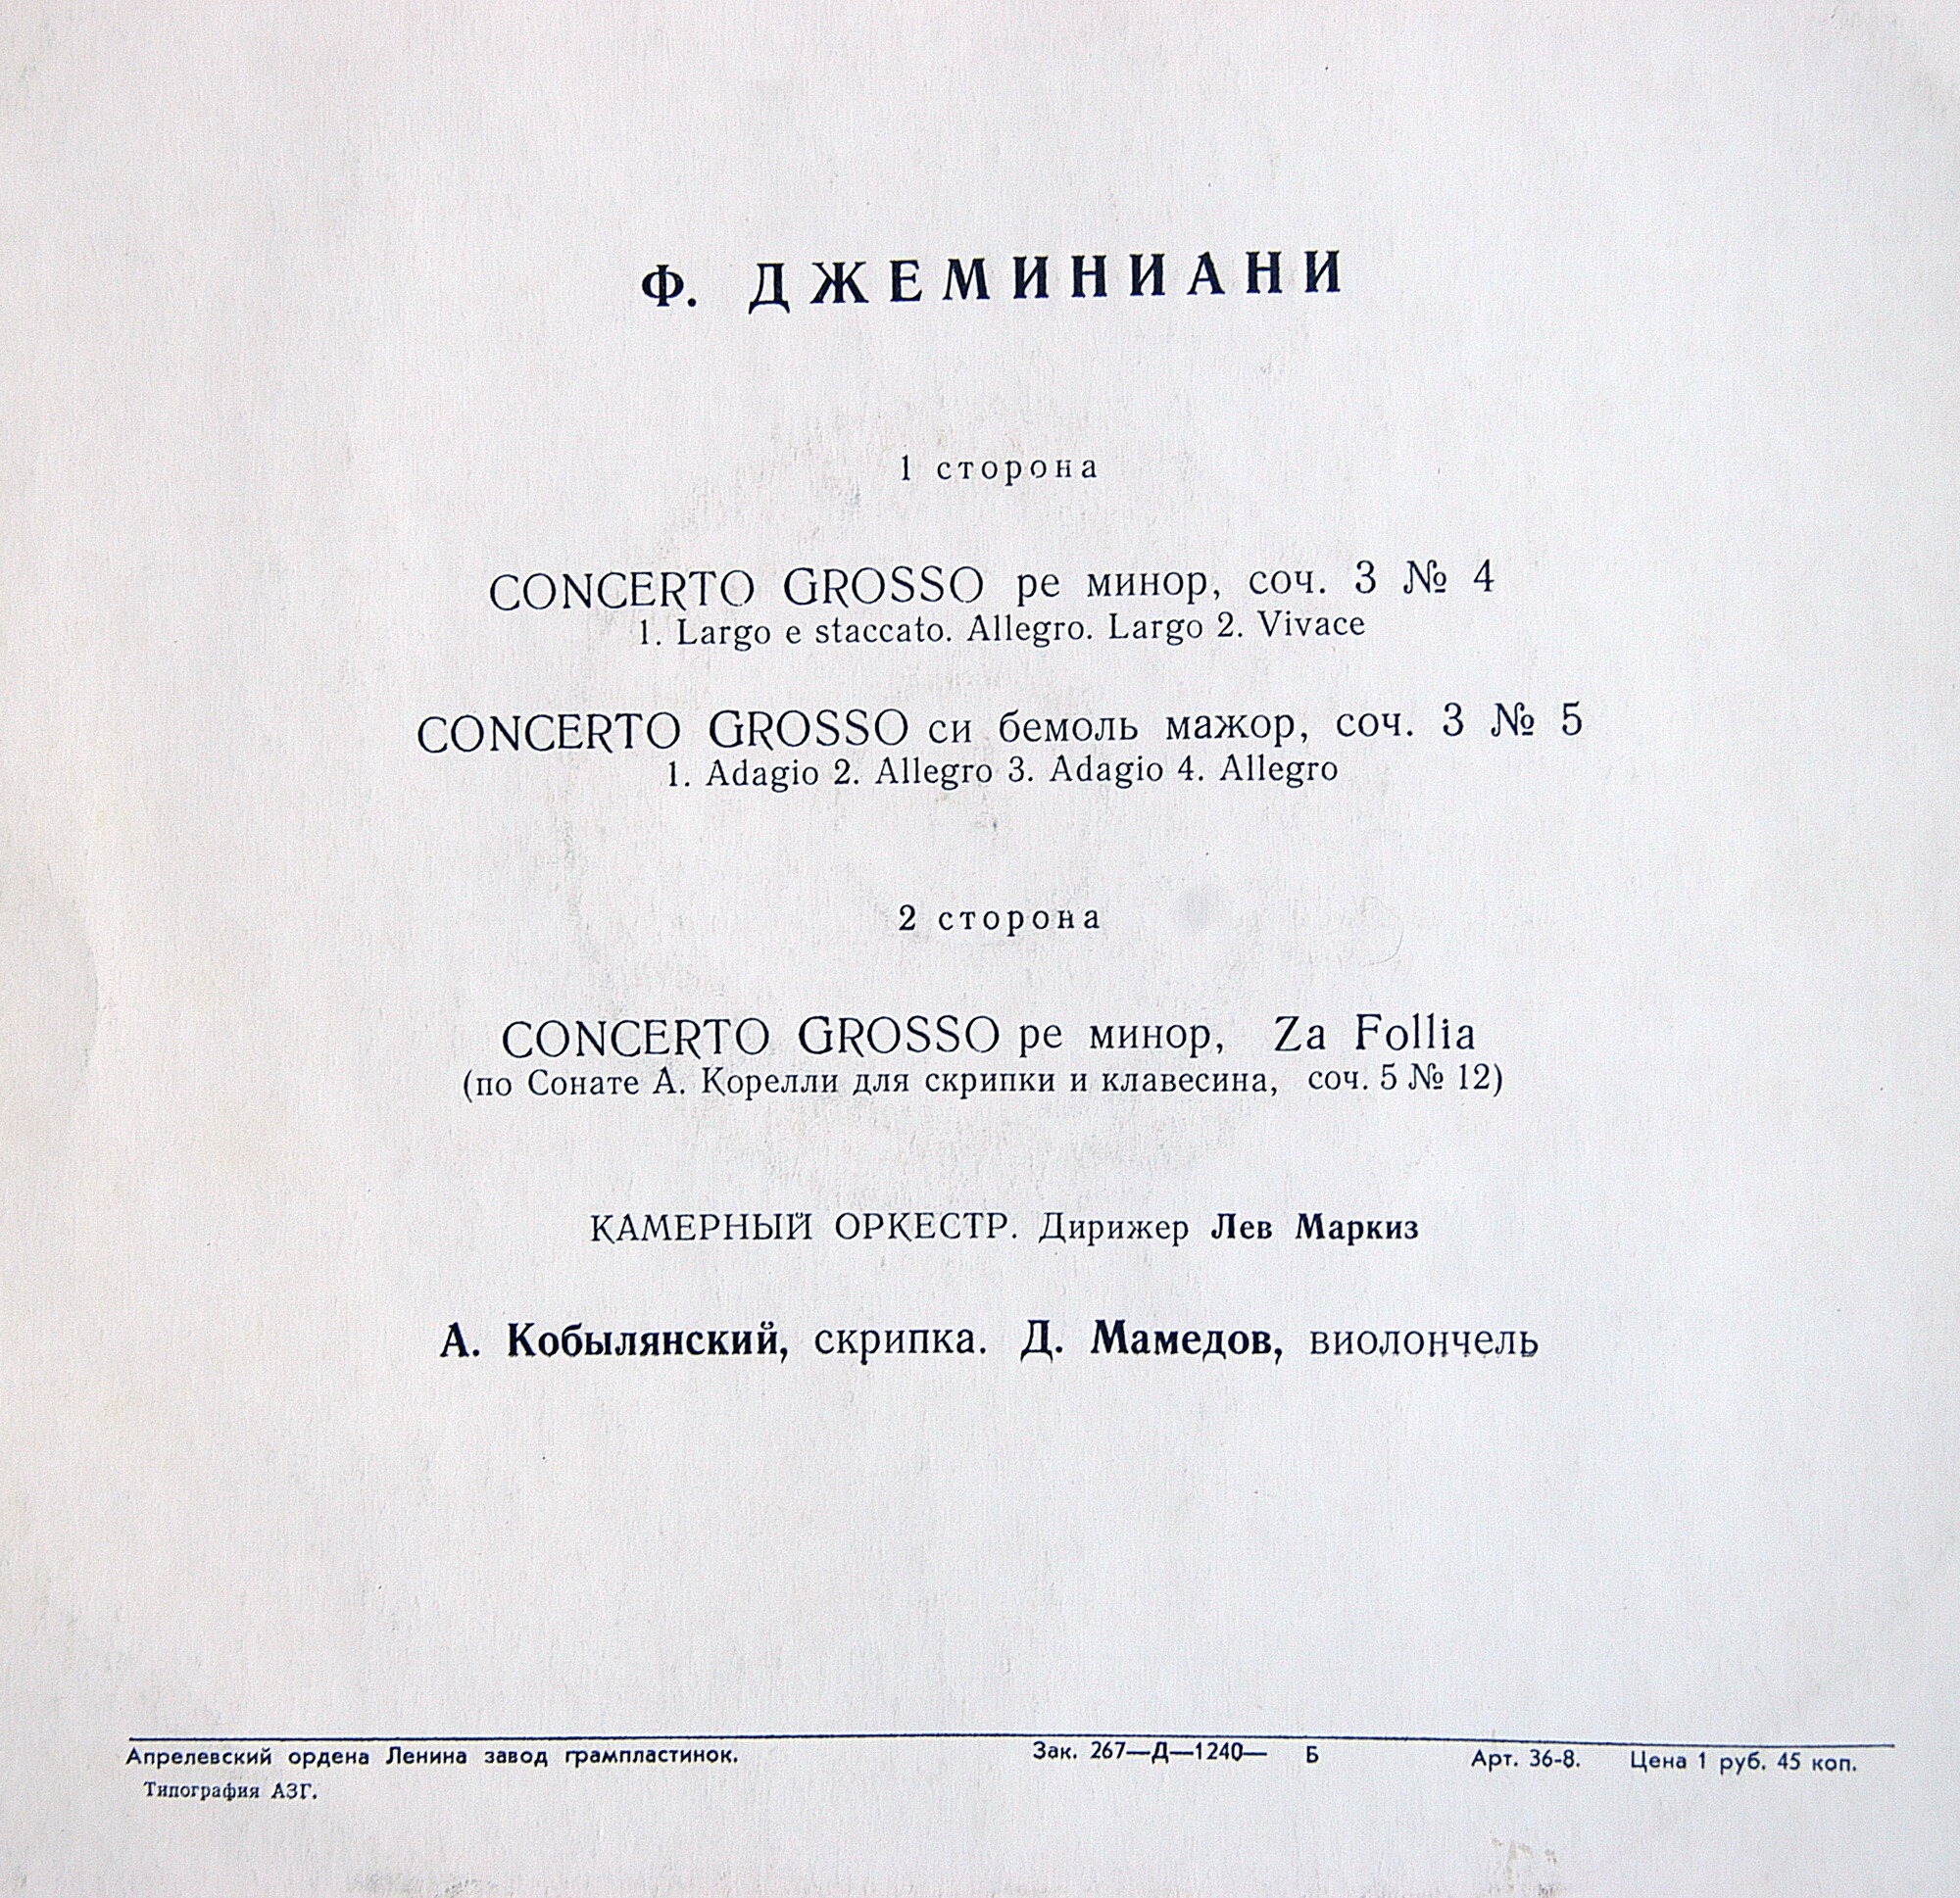 Ф. ДЖЕМИНИАНИ
1 сторона
CONCERTO GROSSO ре минор, соч. 3 № 4
1. Largo e staccato. Allegro. Largo 2. Vivace
CONCERTO GROSSO си бемоль мажор, соч. 3 № 5
1. Adagio 2. Allegro 3. Adagio 4. Allegro
2 сторона
CONCERTO GROSSO ре минор, Za Follia
(по Сонате А. Корелли для скрипки и клавесина, соч. 5 № 12)
КАМЕРНЫЙ ОРКЕСТР. Дирижер Лев Маркиз
А. Кобылянский, скрипка. Д. Мамедов, виолончель
Апрелевский ордена Ленина завод грампластинок. Зак. 267—Д—1240— Б Арт. 36-8. Цена 1 руб. 45 коп.
Типография АЗГ.